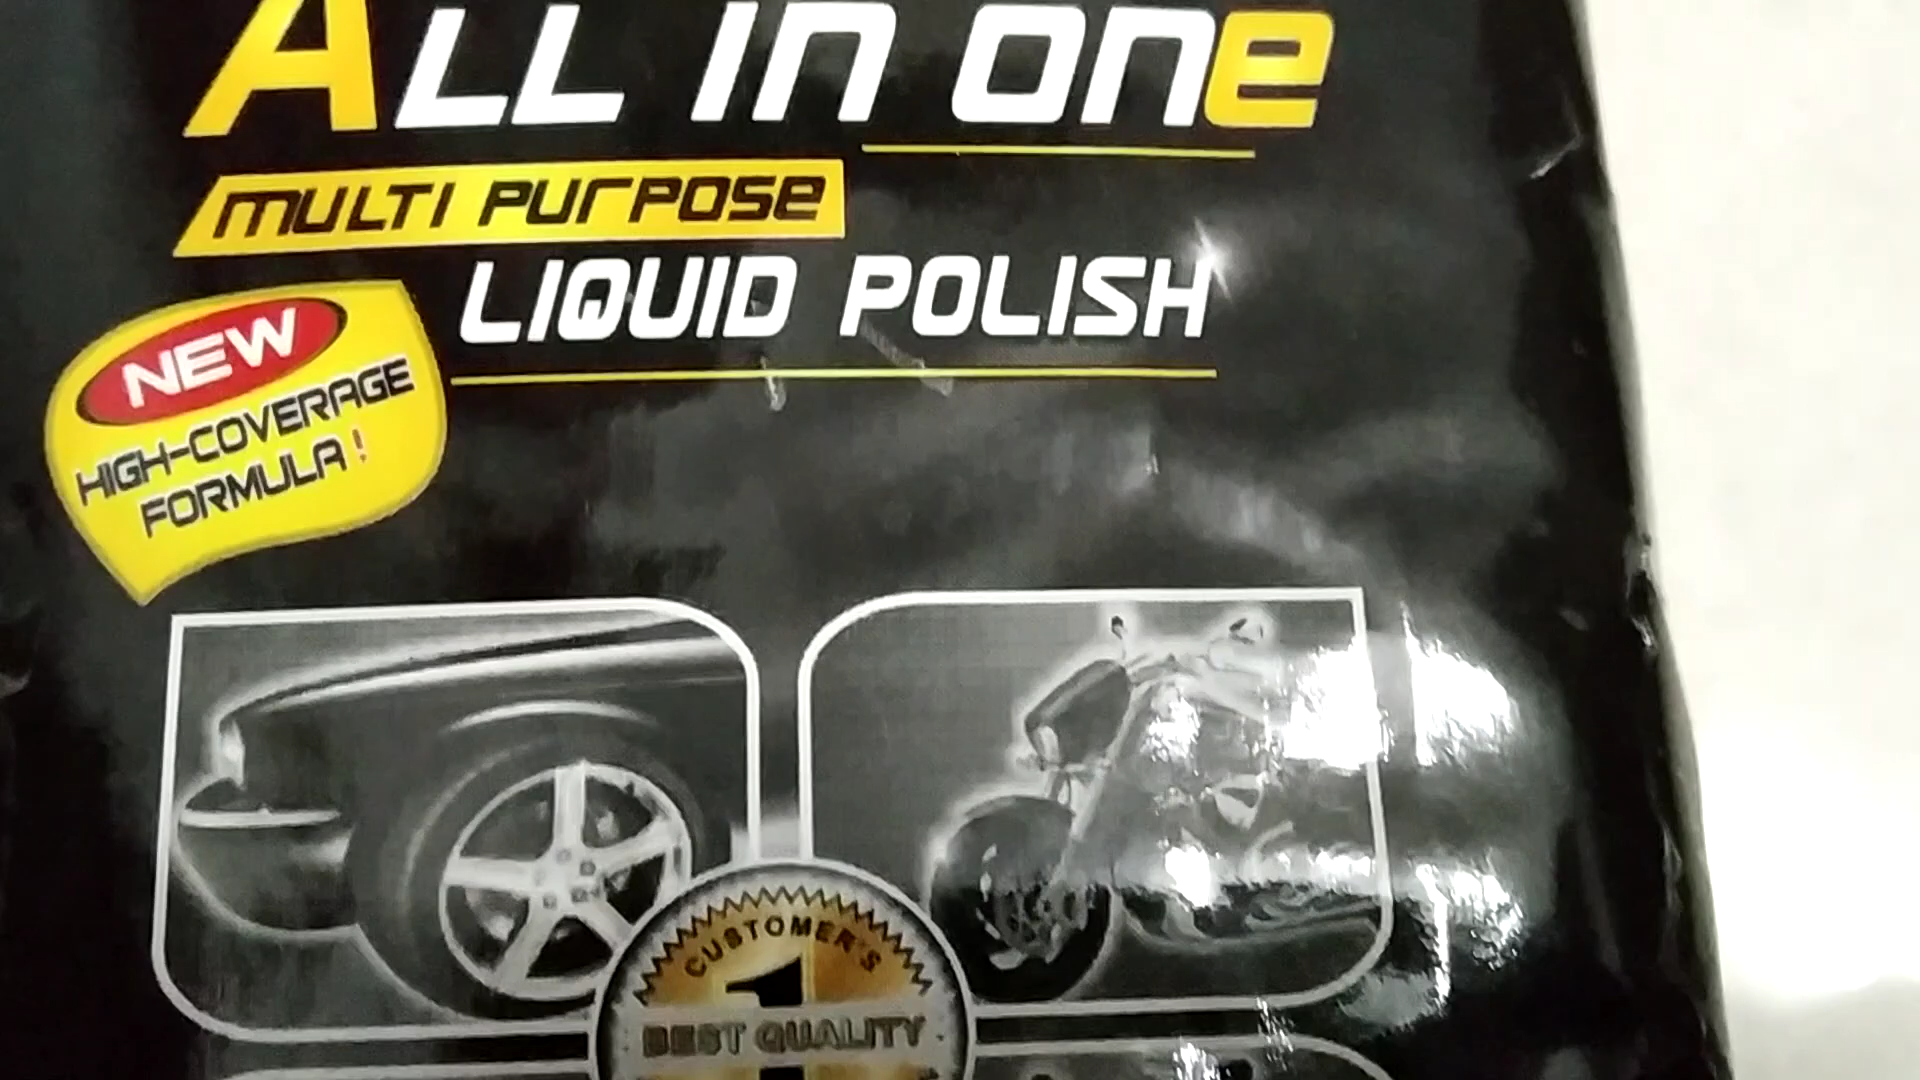 ALL IN One
MULTI PURPOSe
LIQUID POLISH
NEW
HIGH-COVERAGE
FORMULA!
CUSTOMER'S
1
BEST QUALITY